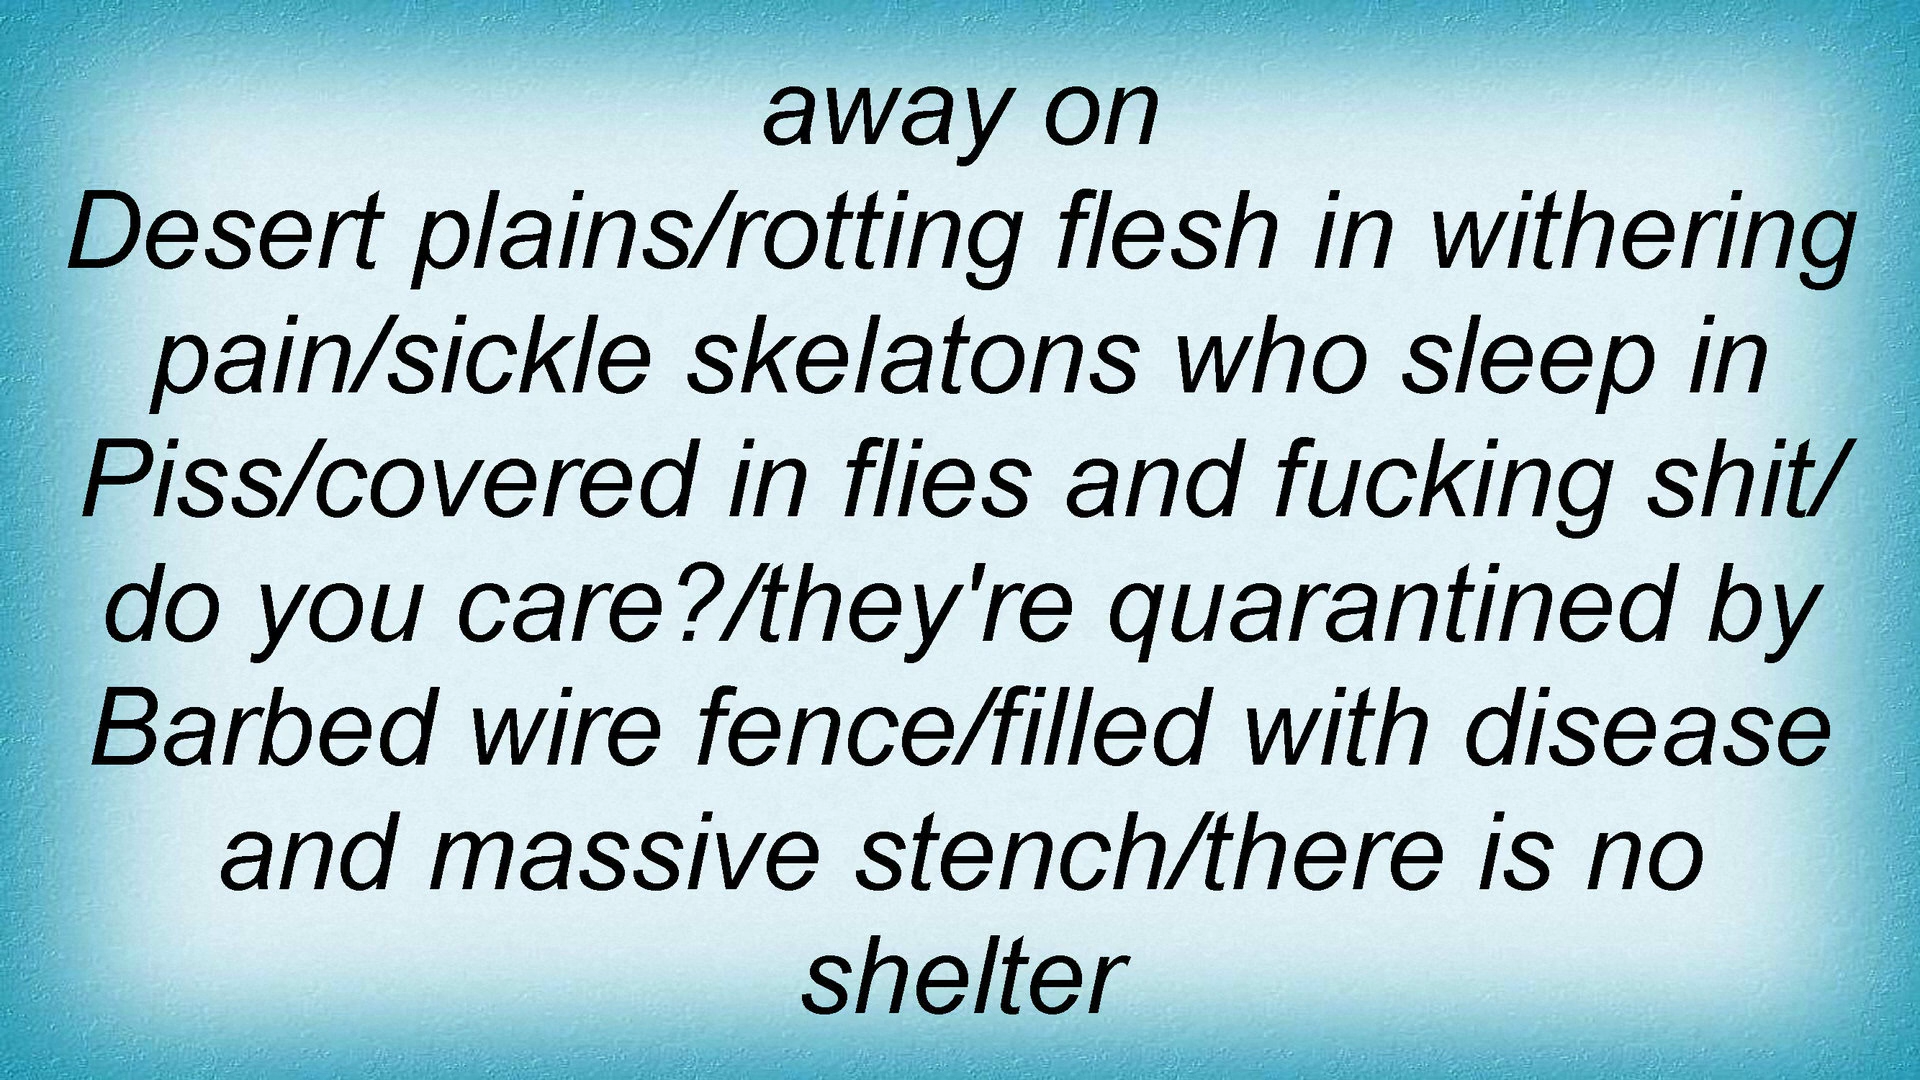 away on
Desert plains/rotting flesh in withering
pain/sickle skelatons who sleep in
Piss/covered in flies and fucking shit/
do you care?/they're quarantined by
Barbed wire fence/filled with disease
and massive stench/there is no
shelter